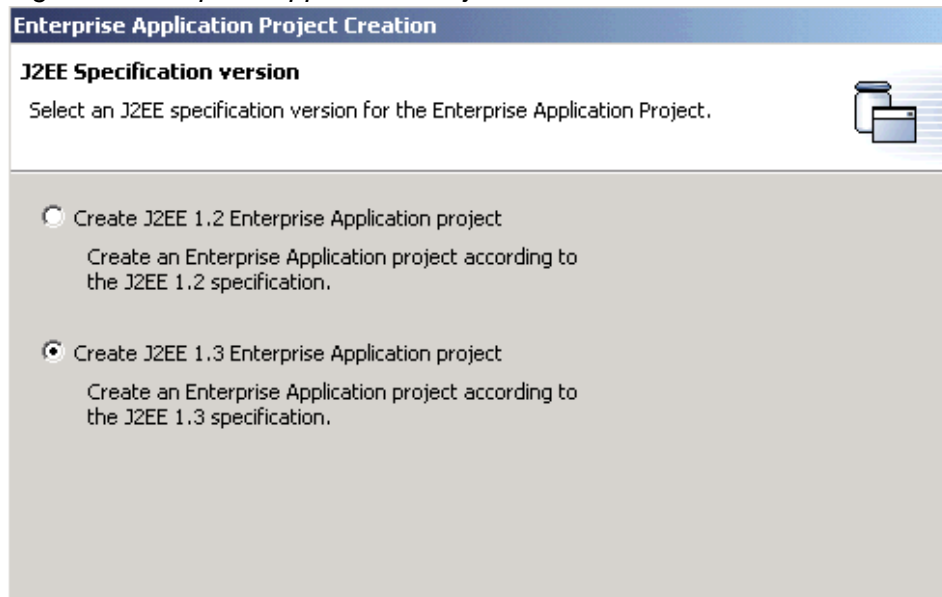 Enterprise Application Project Creation
J2EE Specification version
Select an J2EE specification version for the Enterprise Application Project.
Create J2EE 1.2 Enterprise Application project
Create an Enterprise Application project according to
the J2EE 1.2 specification.
Create J2EE 1.3 Enterprise Application project
Create an Enterprise Application project according to
the J2EE 1.3 specification.